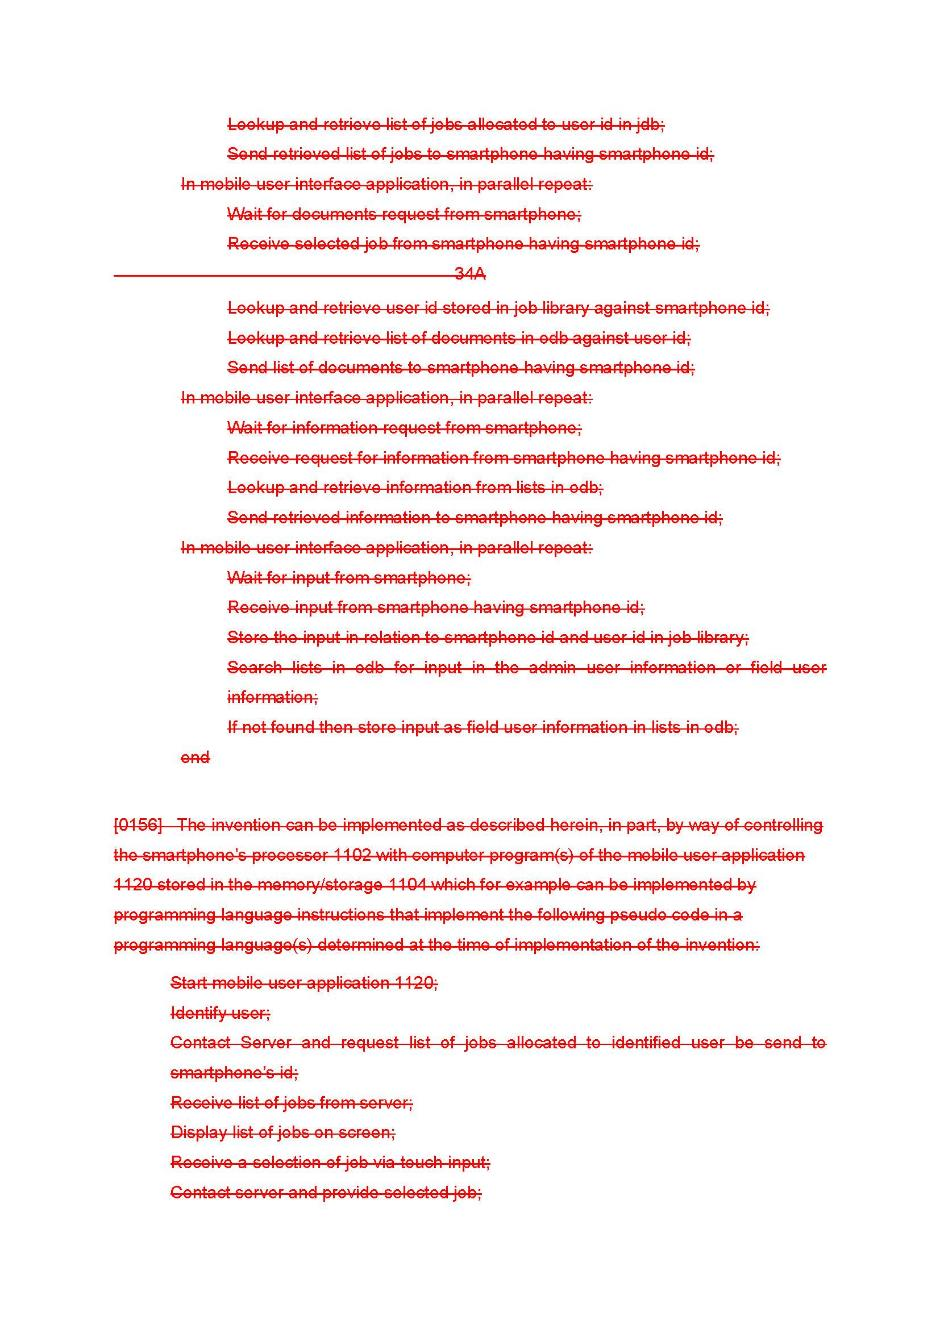 Lookup and retrieve list of jobs allocated to user id in jdb;
Send retrieved list of jobs to smartphone having smartphone id;
In mobile user interface application, in parallel repeat:
Wait for documents request from smartphone;
Receive selected job from smartphone having smartphone id;
34A
Lookup and retrieve user id stored in job library against smartphone id;
Lookup and retrieve list of documents in odb against user id;
Send list of documents to smartphone having smartphone id;
In mobile user interface application, in parallel repeat:
Wait for information request from smartphone;
Receive request for information from smartphone having smartphone id;
Lookup and retrieve information from lists in odb;
Send retrieved information to smartphone having smartphone id;
In mobile user interface application, in parallel repeat:
Wait for input from smartphone;
Receive input from smartphone having smartphone id;
Store the input in relation to smartphone id and user id in job library;
Search lists in odb for input in the admin user information or field user
information;
If not found then store input as field user information in lists in odb;
end
[0156] The invention can be implemented as described herein, in part, by way of controlling
the smartphone's processor 1102 with computer program(s) of the mobile user application
1120 stored in the memory/storage 1104 which for example can be implemented by
programming language instructions that implement the following pseudo code in a
programming language(s) determined at the time of implementation of the invention:
Start mobile user application 1120;
Identify user;
Contact Server and request list of jobs allocated to identified user be send to
smartphone's id;
Receive list of jobs from server;
Display list of jobs on screen;
Receive a selection of job via touch input;
Contact server and provide selected job;